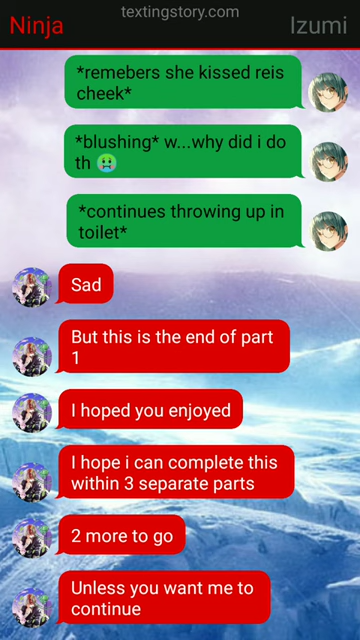 textingstory.com
Ninja Izumi
*remebers she kissed reis
cheek*
*blushing* w...why did i do
th 🤢
*continues throwing up in
toilet*
Sad
But this is the end of part
1
I hoped you enjoyed
I hope i can complete this
within 3 separate parts
2 more to go
Unless you want me to
continue